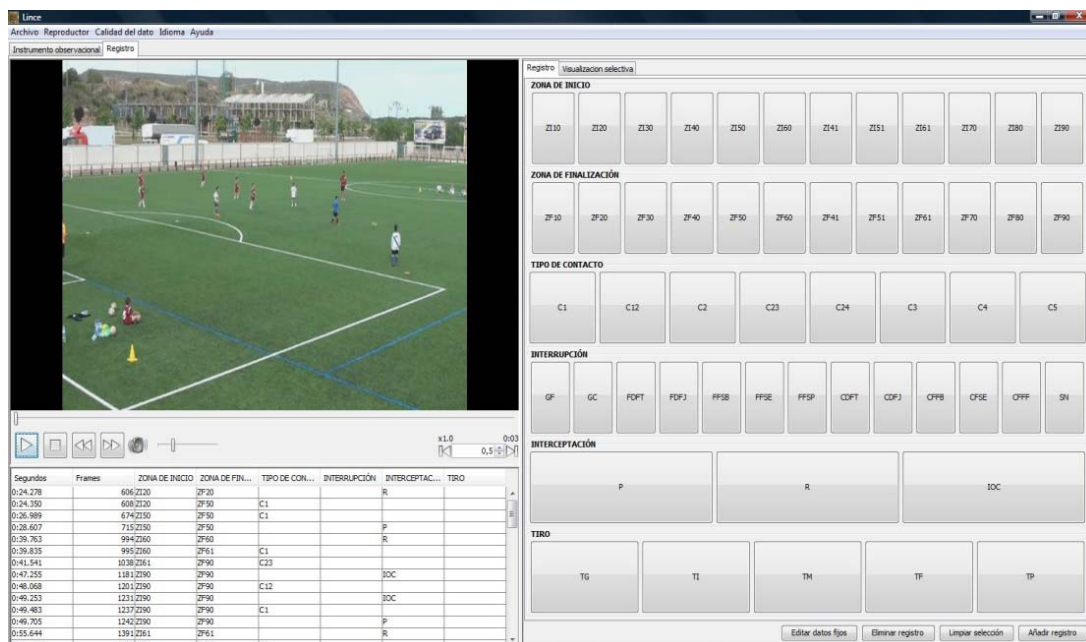 Lince
Archivo Reproductor Calidad del dato Idioma Ayuda
Instrumento observacional Registro
x1.0 0:03
0,5
Segundos Frames ZONA DE INICIO ZONA DE FIN... TIPO DE CON... INTERRUPCIÓN INTERCEPTAC... TIRO
0:24.278 606 ZI20 ZF20 R
0:24.350 608 ZI20 ZF50 C1
0:26.989 674 ZI50 ZF50 C1
0:28.607 715 ZI50 ZF50 P
0:39.763 994 ZI60 ZF60 R
0:39.835 995 ZI60 ZF61 C1
0:41.541 1038 ZI61 ZF90 C23
0:47.255 1181 ZI90 ZF90 IOC
0:48.068 1201 ZI90 ZF90 C12
0:49.253 1231 ZI90 ZF90 IOC
0:49.483 1237 ZI90 ZF90 C1
0:49.705 1242 ZI90 ZF90 P
0:55.644 1391 ZI61 ZF61 R
Registro Visualizacion selectiva
ZONA DE INICIO
ZI10 ZI20 ZI30 ZI40 ZI50 ZI60 ZI41 ZI51 ZI61 ZI70 ZI80 ZI90
ZONA DE FINALIZACIÓN
ZF10 ZF20 ZF30 ZF40 ZF50 ZF60 ZF41 ZF51 ZF61 ZF70 ZF80 ZF90
TIPO DE CONTACTO
C1 C12 C2 C23 C24 C3 C4 C5
INTERRUPCIÓN
GF GC FDFT FDFJ FFSB FFSE FFSP CDFT CDFJ CFFB CFSE CFFF SN
INTERCEPTACIÓN
P R IOC
TIRO
TG TI TM TF TP
Editar datos fijos Eliminar registro Limpiar selección Añadir registro